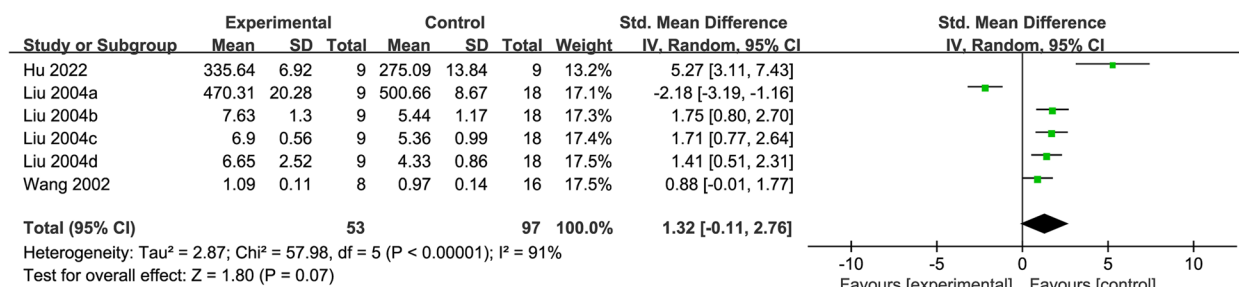 Experimental Control Std. Mean Difference Std. Mean Difference
Study or Subgroup Mean SD Total Mean SD Total Weight IV, Random, 95% CI IV, Random, 95% CI
Hu 2022 335.64 6.92 9 275.09 13.84 9 13.2% 5.27 [3.11, 7.43]
Liu 2004a 470.31 20.28 9 500.66 8.67 18 17.1% -2.18 [-3.19, -1.16]
Liu 2004b 7.63 1.3 9 5.44 1.17 18 17.3% 1.75 [0.80, 2.70]
Liu 2004c 6.9 0.56 9 5.36 0.99 18 17.4% 1.71 [0.77, 2.64]
Liu 2004d 6.65 2.52 9 4.33 0.86 18 17.5% 1.41 [0.51, 2.31]
Wang 2002 1.09 0.11 8 0.97 0.14 16 17.5% 0.88 [-0.01, 1.77]
Total (95% CI) 53 97 100.0% 1.32 [-0.11, 2.76]
Heterogeneity: Tau² = 2.87; Chi² = 57.98, df = 5 (P < 0.00001); I² = 91%
Test for overall effect: Z = 1.80 (P = 0.07)
-10 -5 0 5 10
Favours [experimental] Favours [control]